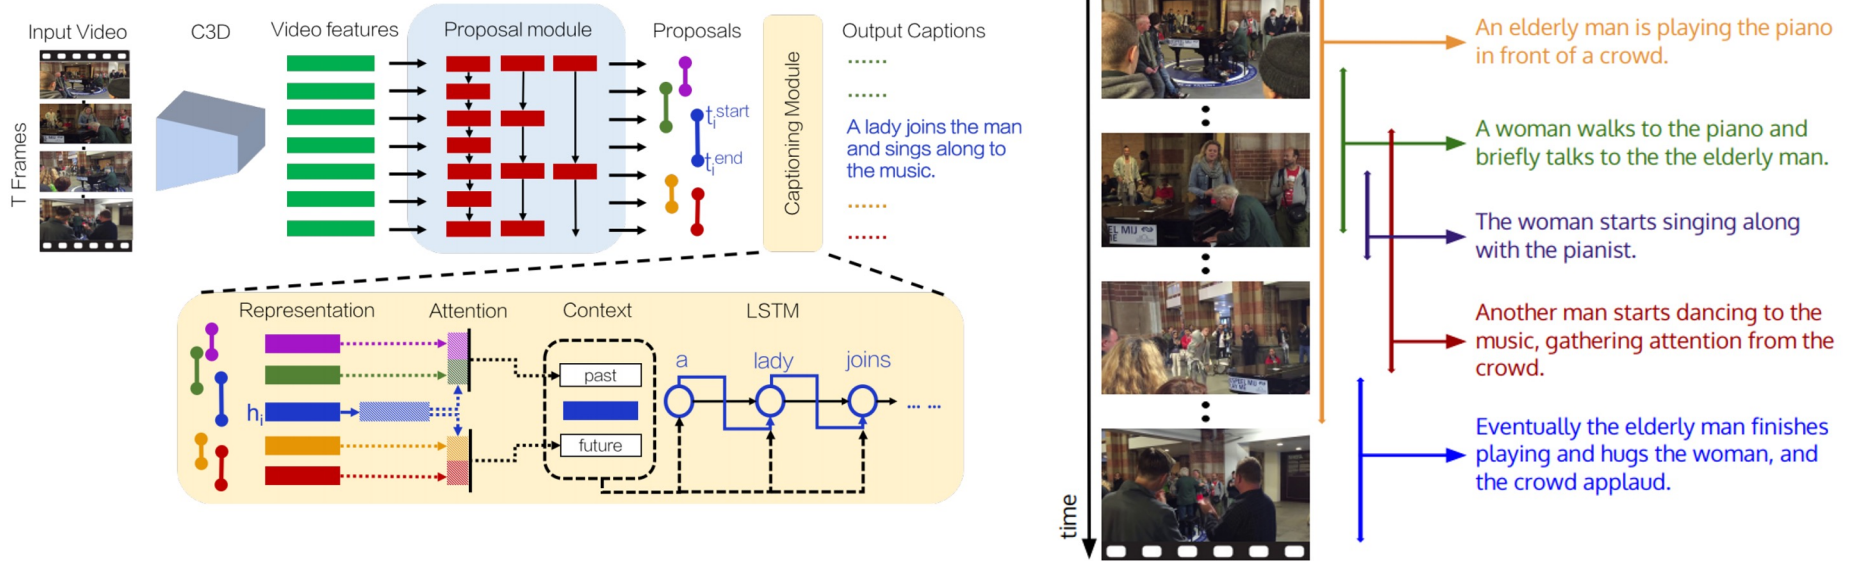 Input Video
C3D
Video features
Proposal module
Proposals
Output Captions
T Frames
t_i^start
t_i^end
Captioning Module
......
......
A lady joins the man
and sings along to
the music.
......
......
Representation
Attention
Context
LSTM
h_i
past
future
a
lady
joins
... ...
time
An elderly man is playing the piano
in front of a crowd.
A woman walks to the piano and
briefly talks to the the elderly man.
The woman starts singing along
with the pianist.
Another man starts dancing to the
music, gathering attention from the
crowd.
Eventually the elderly man finishes
playing and hugs the woman, and
the crowd applaud.
EL MIJ
ME